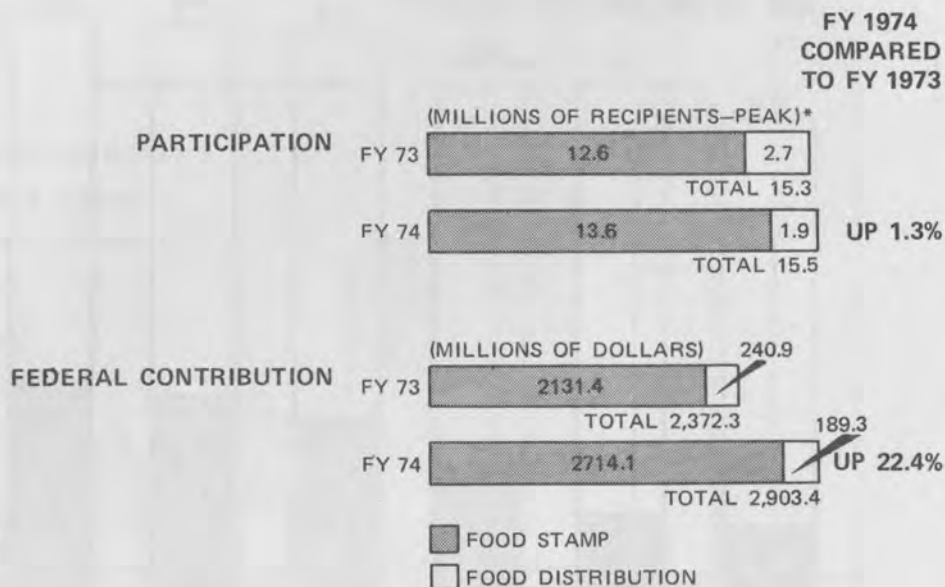 FY 1974
COMPARED
TO FY 1973
(MILLIONS OF RECIPIENTS–PEAK)*
PARTICIPATION
FY 73 12.6 2.7
TOTAL 15.3
FY 74 13.6 1.9 UP 1.3%
TOTAL 15.5
(MILLIONS OF DOLLARS) 240.9
FEDERAL CONTRIBUTION
FY 73 2131.4
TOTAL 2,372.3
189.3
FY 74 2714.1 UP 22.4%
TOTAL 2,903.4
FOOD STAMP
FOOD DISTRIBUTION